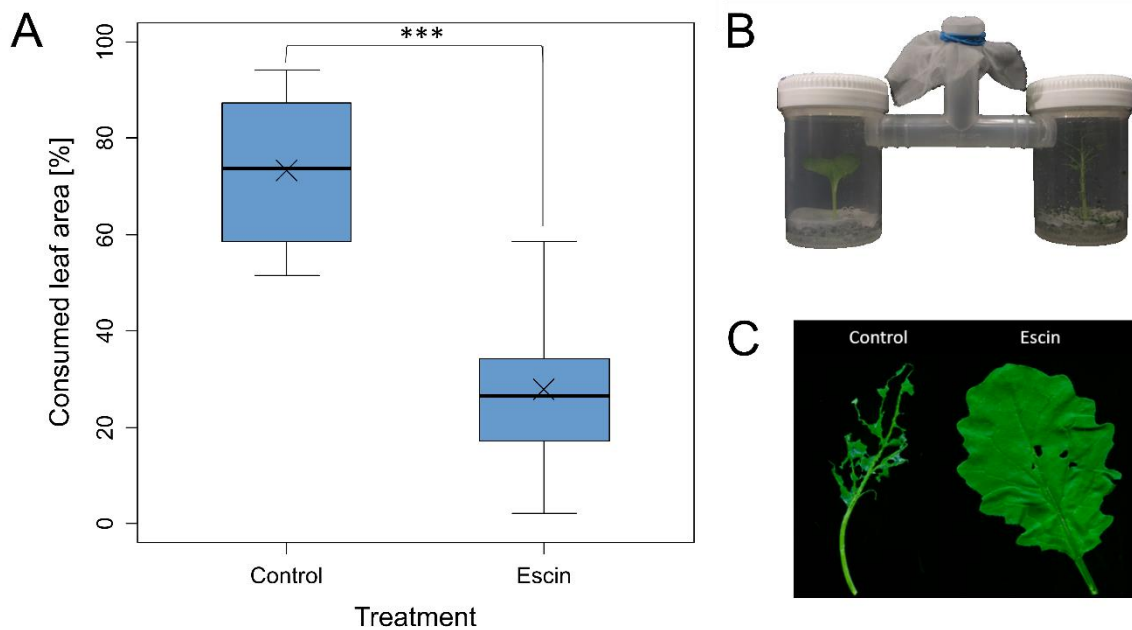 A
***
100
80
60
40
20
0
Consumed leaf area [%]
Control
Escin
Treatment
B
C
Control
Escin